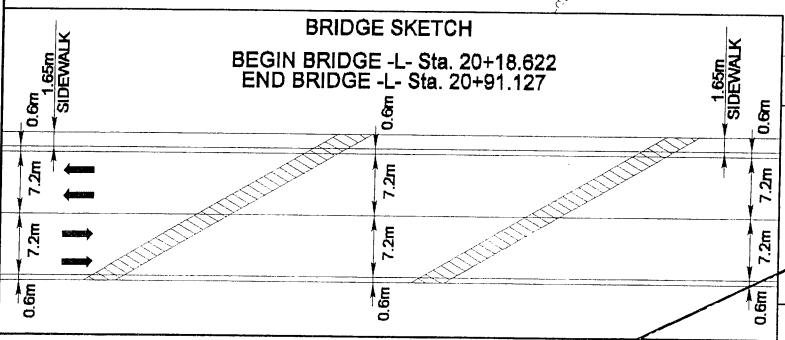 BRIDGE SKETCH
BEGIN BRIDGE -L- Sta. 20+18.622
END BRIDGE -L- Sta. 20+91.127
0.6m
1.65m
SIDEWALK
0.6m
1.65m
SIDEWALK
0.6m
7.2m
7.2m
7.2m
7.2m
7.2m
7.2m
0.6m
0.6m
0.6m